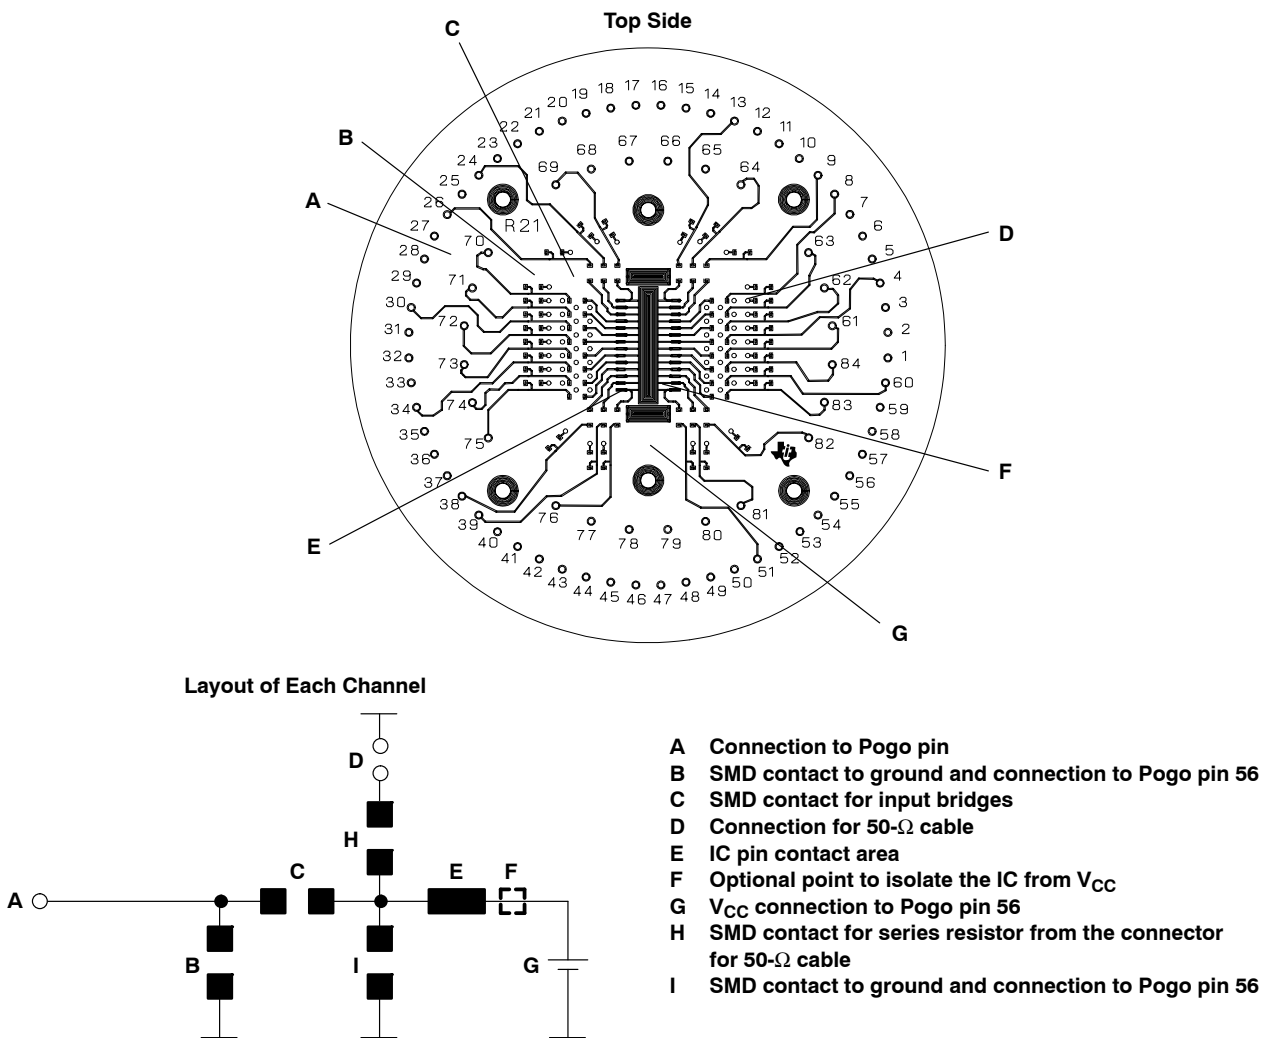 Top Side
C
B
A
D
E
F
G
17 16
18 15
19 14
20 13
21 12
22 11
23 10
24 9
25 8
26 7
27 6
28 5
29 4
30 3
31 2
32 1
33 60
34 59
35 58
36 57
37 56
38 55
39 54
40 53
41 52
42 51
43 50
44 49
45 48
46 47
67 66
68 65
69 64
70 63
71 62
72 61
73 84
74 83
75 82
76 81
77 80
78 79
R21
Layout of Each Channel
D
H
C E F
A
B I G
A Connection to Pogo pin
B SMD contact to ground and connection to Pogo pin 56
C SMD contact for input bridges
D Connection for 50-Ω cable
E IC pin contact area
F Optional point to isolate the IC from VCC
G VCC connection to Pogo pin 56
H SMD contact for series resistor from the connector
for 50-Ω cable
I SMD contact to ground and connection to Pogo pin 56